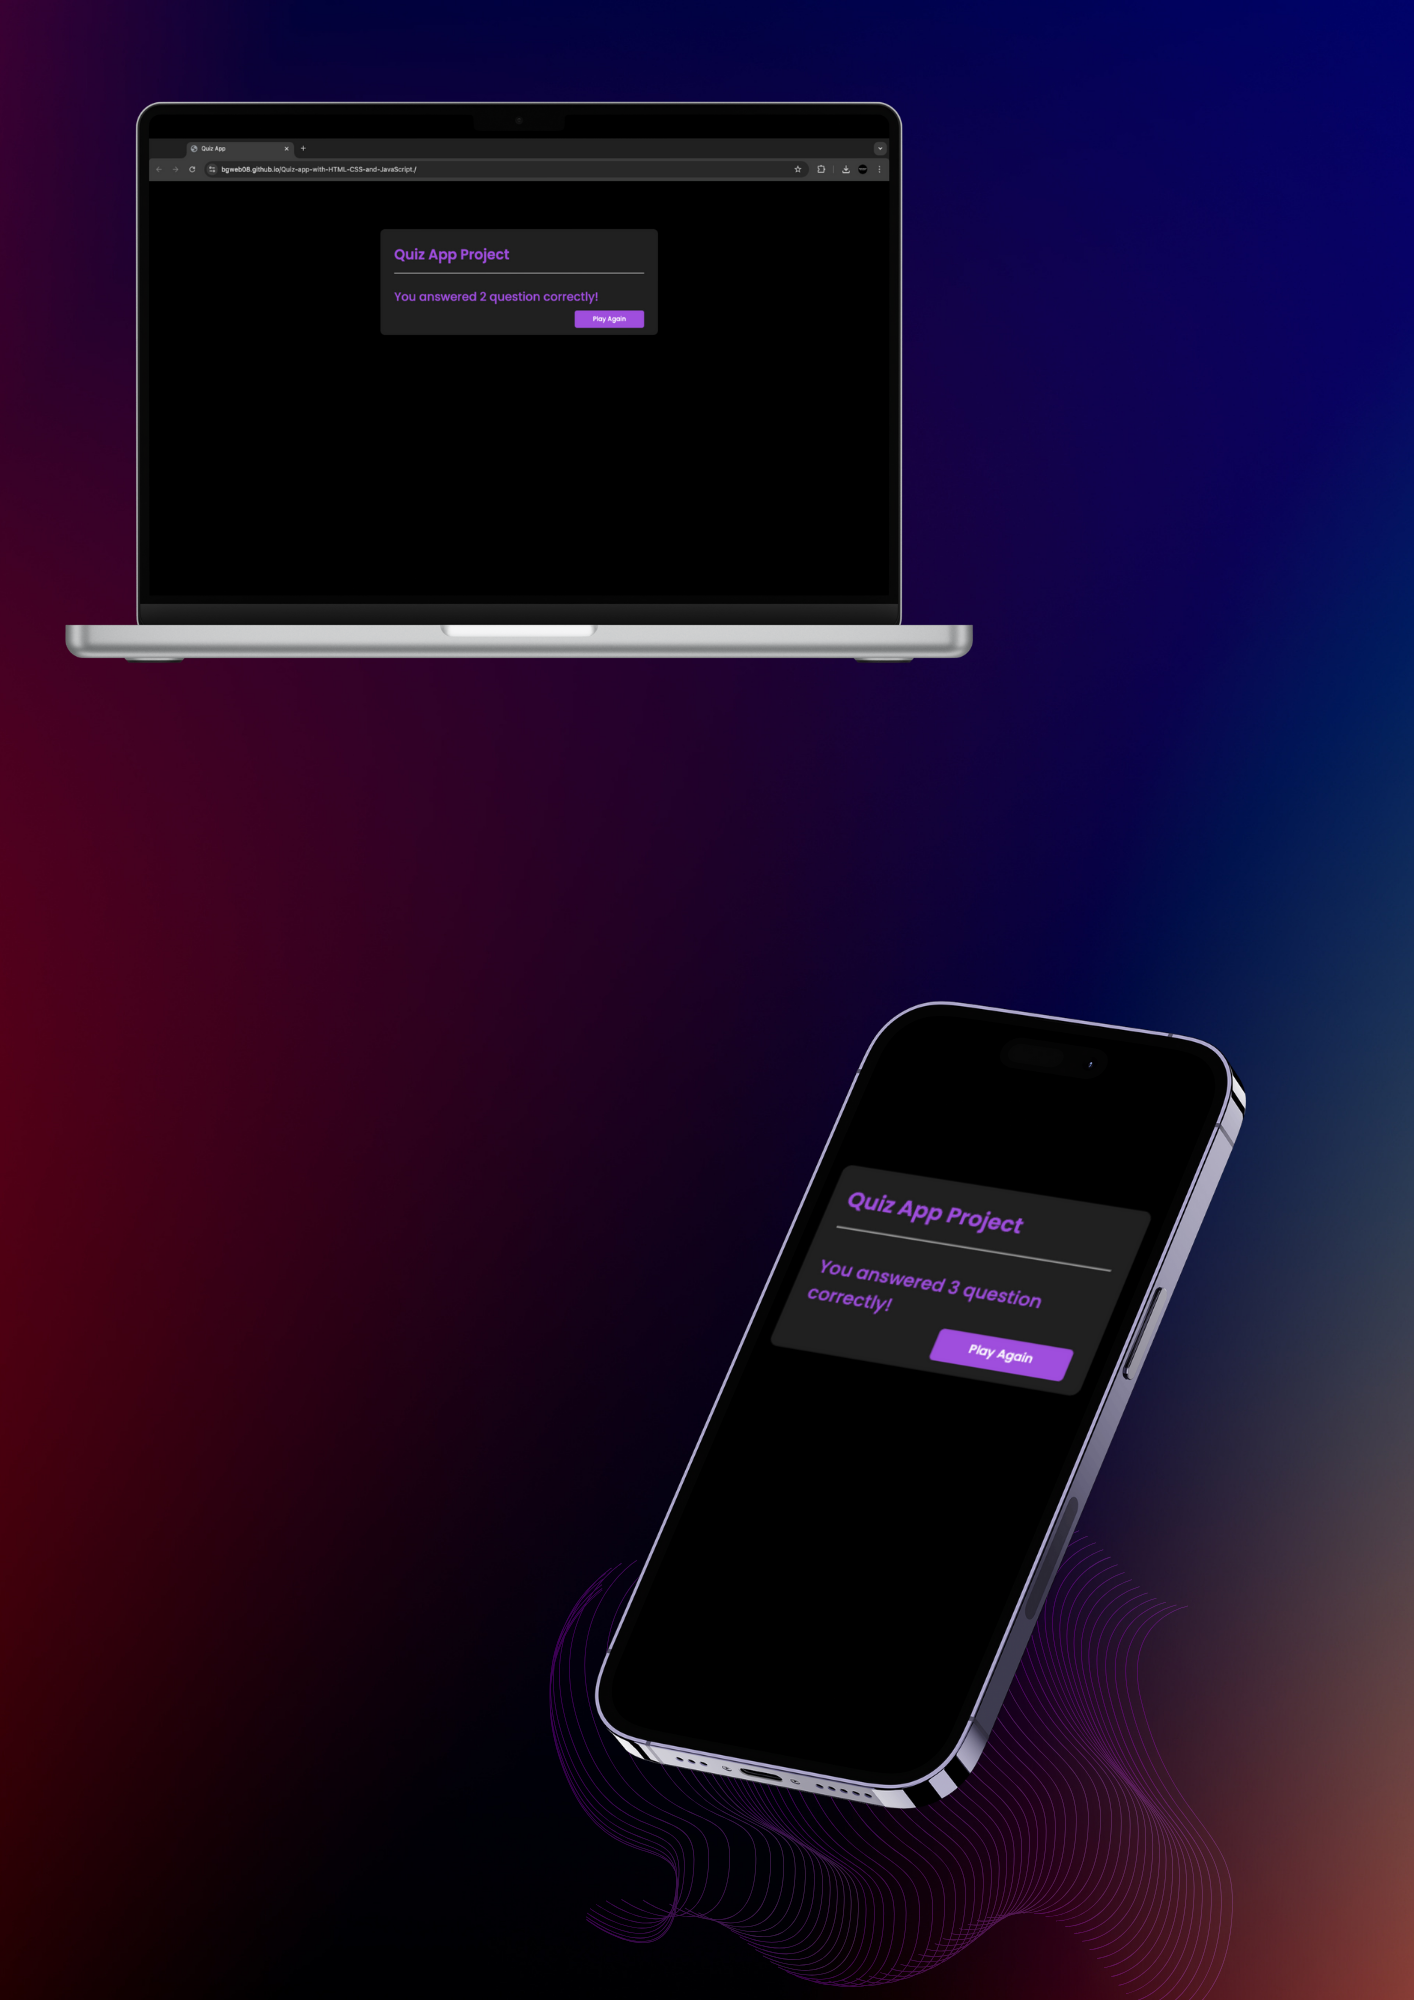 Quiz App
bgweb08.github.io/Quiz-app-with-HTML-CSS-and-JavaScript./
Quiz App Project
You answered 2 question correctly!
Play Again
Quiz App Project
You answered 3 question
correctly!
Play Again